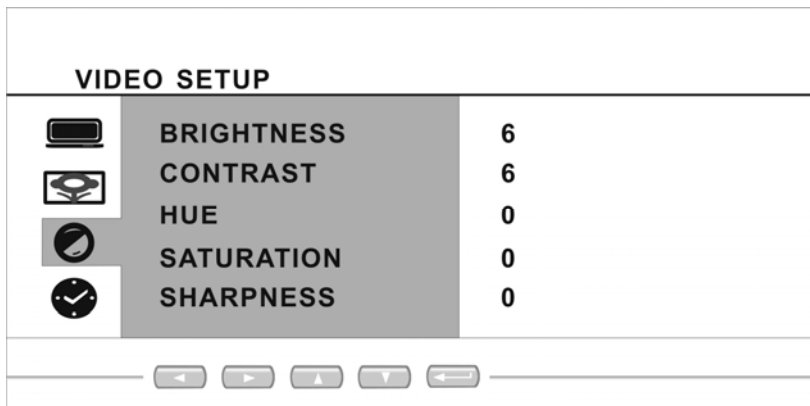 VIDEO SETUP
BRIGHTNESS 6
CONTRAST 6
HUE 0
SATURATION 0
SHARPNESS 0